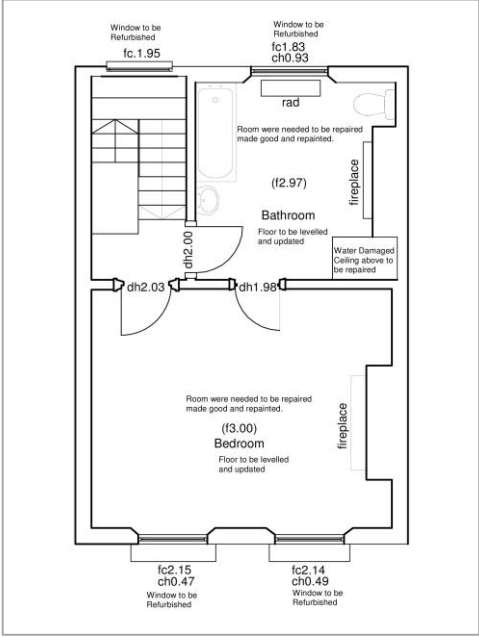 Window to be
Refurbished
fc.1.95
Window to be
Refurbished
fc1.83
ch0.93
rad
Room were needed to be repaired
made good and repainted.
fireplace
(f2.97)
Bathroom
Floor to be levelled
and updated
dh2.00
Water Damaged
Ceiling above to
be repaired
dh2.03
dh1.98
Room were needed to be repaired
made good and repainted.
(f3.00)
Bedroom
fireplace
Floor to be levelled
and updated
fc2.15
ch0.47
Window to be
Refurbished
fc2.14
ch0.49
Window to be
Refurbished